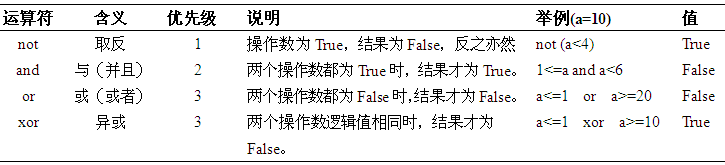 运算符 含义 优先级 说明 举例(a=10) 值
not 取反 1 操作数为 True，结果为 False，反之亦然 not (a<4) True
and 与（并且） 2 两个操作数都为 True 时，结果才为 True。 1<=a and a<6 False
or 或（或者） 3 两个操作数都为 False 时，结果才为 False。 a<=1 or a>=20 False
xor 异或 3 两个操作数逻辑值相同时，结果才为 a<=1 xor a>=10 True
False。